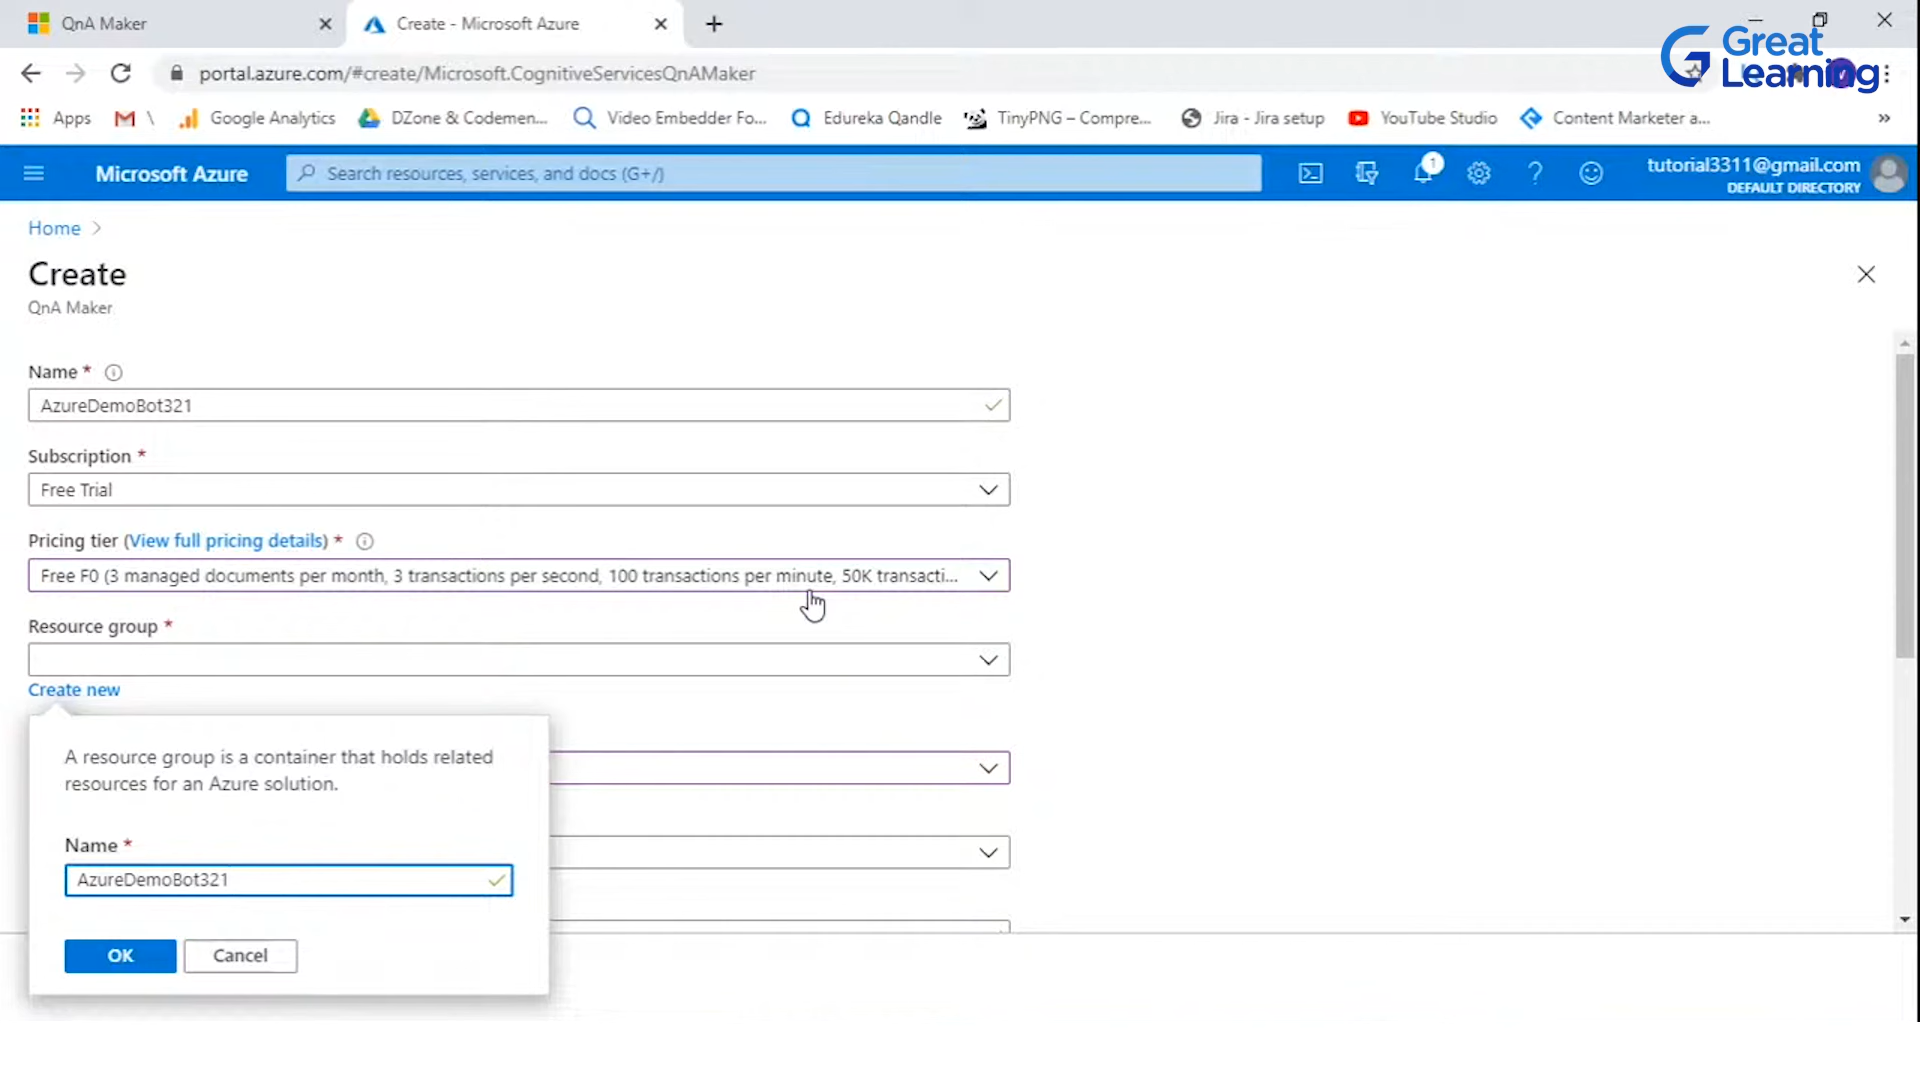 QnA Maker
Create - Microsoft Azure
Great
Learning
portal.azure.com/#create/Microsoft.CognitiveServicesQnAMaker
Apps
\
Google Analytics
DZone & Codemen...
Video Embedder Fo...
Edureka Qandle
TinyPNG – Compre...
Jira - Jira setup
YouTube Studio
Content Marketer a...
»
Microsoft Azure
Search resources, services, and docs (G+/)
1
tutorial3311@gmail.com
DEFAULT DIRECTORY
Home >
Create
QnA Maker
Name *
AzureDemoBot321
Subscription *
Free Trial
Pricing tier (View full pricing details) *
Free F0 (3 managed documents per month, 3 transactions per second, 100 transactions per minute, 50K transacti...
Resource group *
Create new
A resource group is a container that holds related
resources for an Azure solution.
Name *
AzureDemoBot321
OK
Cancel